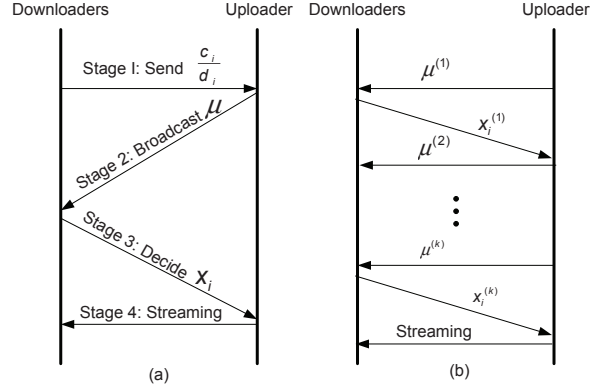 Downloaders Uploader
Stage I: Send c_i / d_i
Stage 2: Broadcast μ
Stage 3: Decide x_i
Stage 4: Streaming
(a)
Downloaders Uploader
μ^(1)
x_i^(1)
μ^(2)
μ^(k)
x_i^(k)
Streaming
(b)